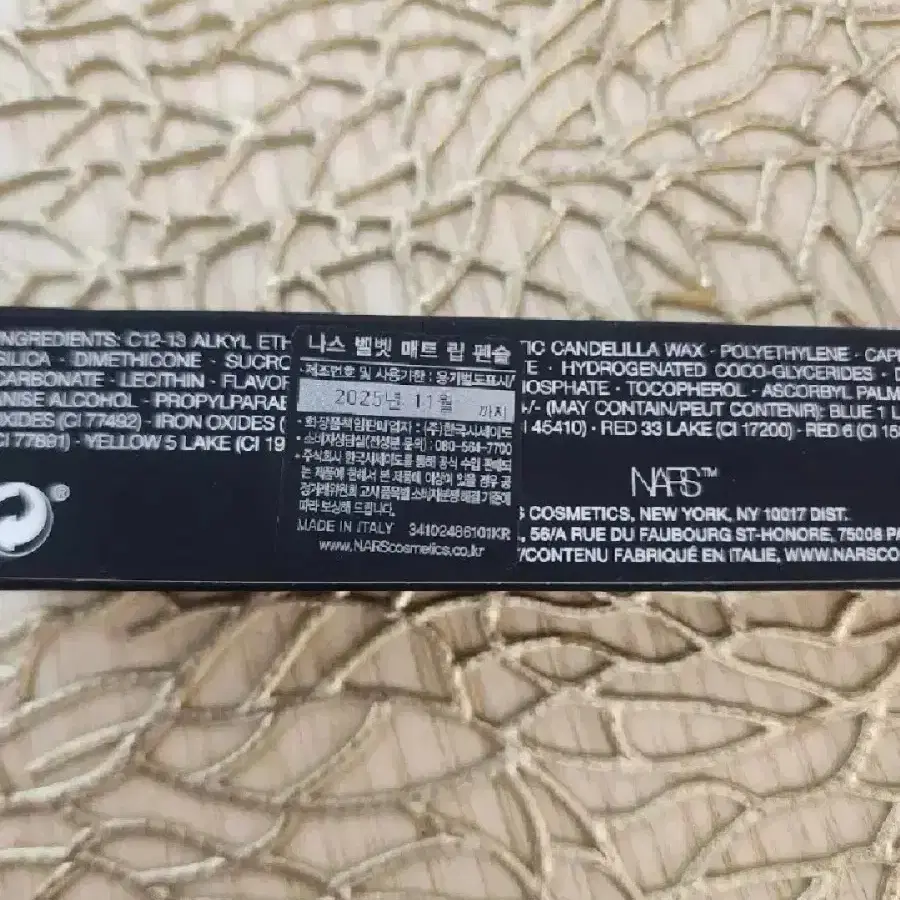 INGREDIENTS: C12-13 ALKYL ETH
SILICA · DIMETHICONE · SUCRO
CARBONATE · LECITHIN · FLAVOR
ANISE ALCOHOL · PROPYLPARAB
OXIDES (CI 77492) · IRON OXIDES (
CI 77891) · YELLOW 5 LAKE (CI 19
®
나스 벨벳 매트 립 펜슬
·제조번호 및 사용기한 : 용기별도표시/
2025년 11월 까지
·화장품책임판매업자 : (주)한국시세이도
·소비자상담실(전성분 문의) : 080-564-7700
·주식회사 한국시세이도를 통해 공식 수입 판매되
는 제품에 한해서 본 제품에 이상이 있을 경우 공
정거래위원회 고시 품목별 소비자분쟁 해결 기준에
따라 보상해 드립니다.
MADE IN ITALY 34102486101KR
www.NARScosmetics.co.kr
TIC CANDELILLA WAX · POLYETHYLENE · CAP
E · HYDROGENATED COCO-GLYCERIDES · D
OSPHATE · TOCOPHEROL · ASCORBYL PALM
+/- (MAY CONTAIN/PEUT CONTENIR): BLUE 1 L
45410) · RED 33 LAKE (CI 17200) · RED 6 (CI 158
NARS™
S COSMETICS, NEW YORK, NY 10017 DIST.
, 56/A RUE DU FAUBOURG ST-HONORE, 75008 PA
/CONTENU FABRIQUÉ EN ITALIE, WWW.NARSCO